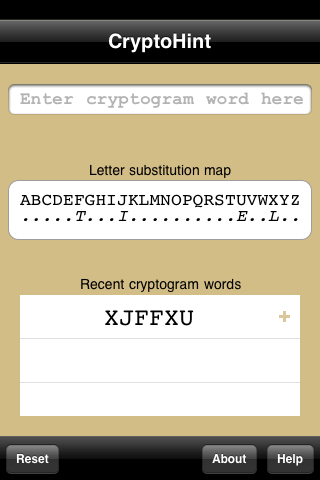 CryptoHint
Enter cryptogram word here
Letter substitution map
ABCDEFGHIJKLMNOPQRSTUVWXYZ
.....T...I..........E..L..
Recent cryptogram words
XJFFXU +
Reset About Help